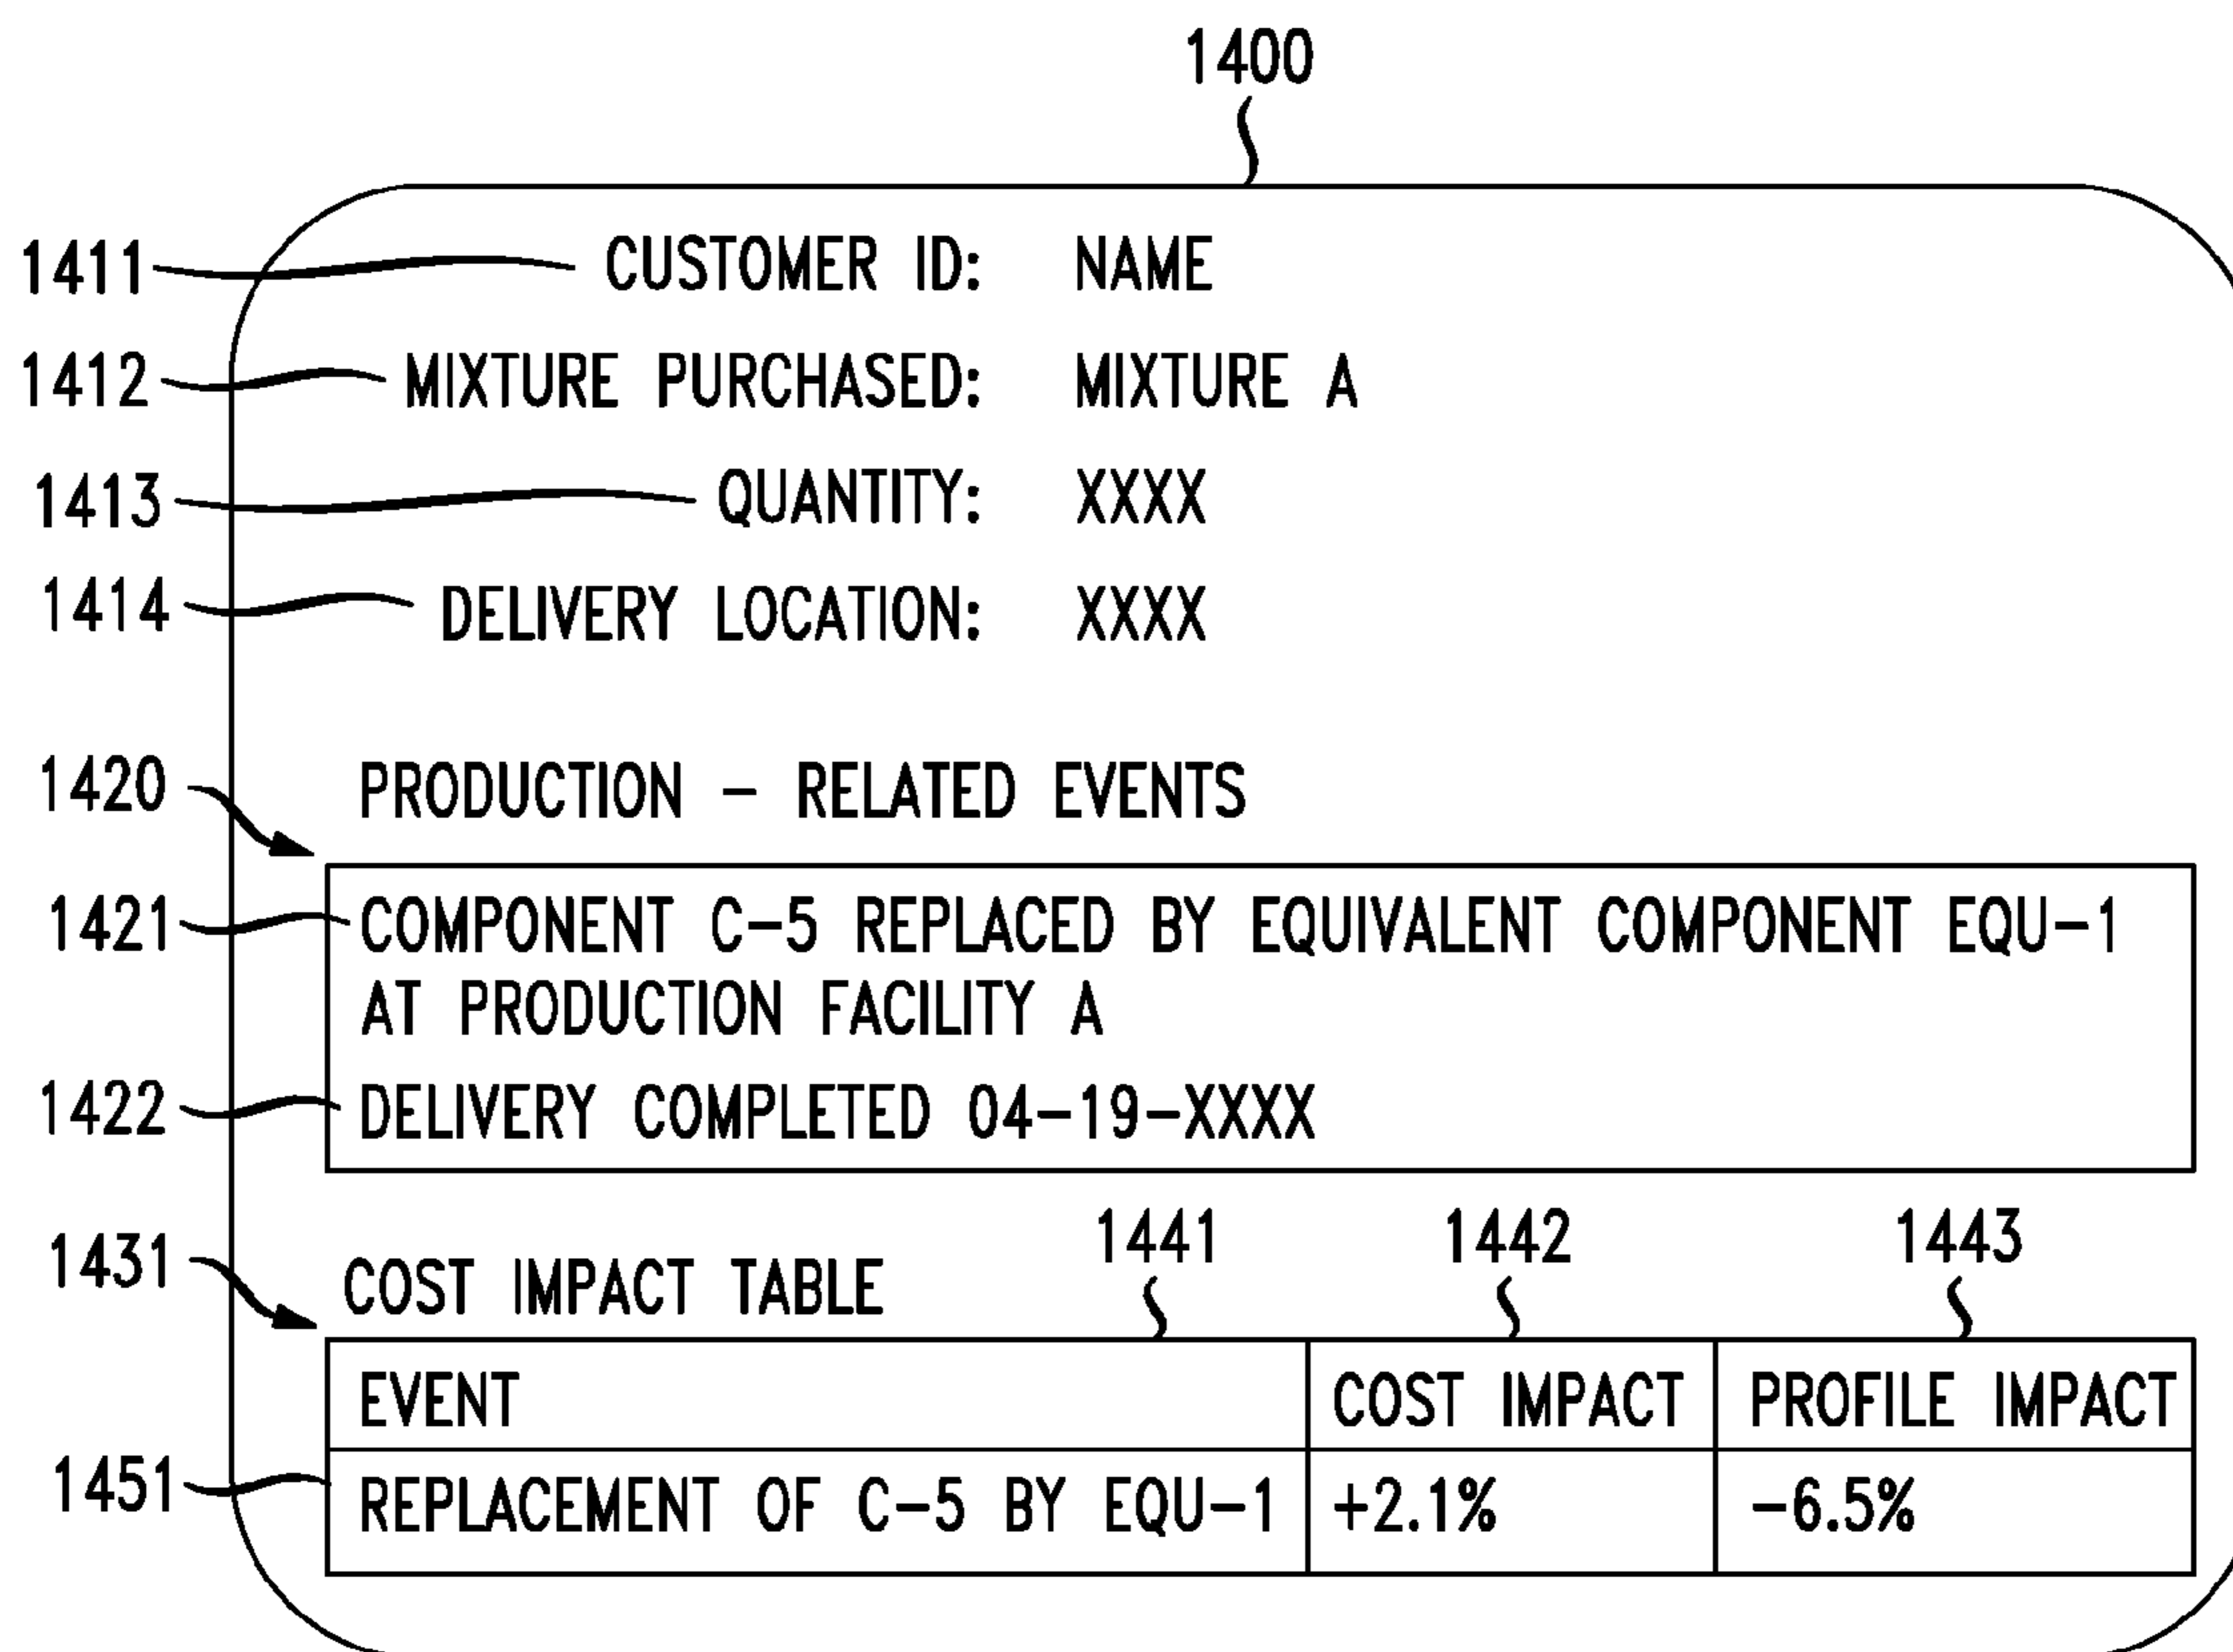 1400
1411 CUSTOMER ID: NAME
1412 MIXTURE PURCHASED: MIXTURE A
1413 QUANTITY: XXXX
1414 DELIVERY LOCATION: XXXX
1420 PRODUCTION - RELATED EVENTS
1421 COMPONENT C-5 REPLACED BY EQUIVALENT COMPONENT EQU-1
AT PRODUCTION FACILITY A
1422 DELIVERY COMPLETED 04-19-XXXX
1441 1442 1443
1431 COST IMPACT TABLE
EVENT COST IMPACT PROFILE IMPACT
1451 REPLACEMENT OF C-5 BY EQU-1 +2.1% -6.5%